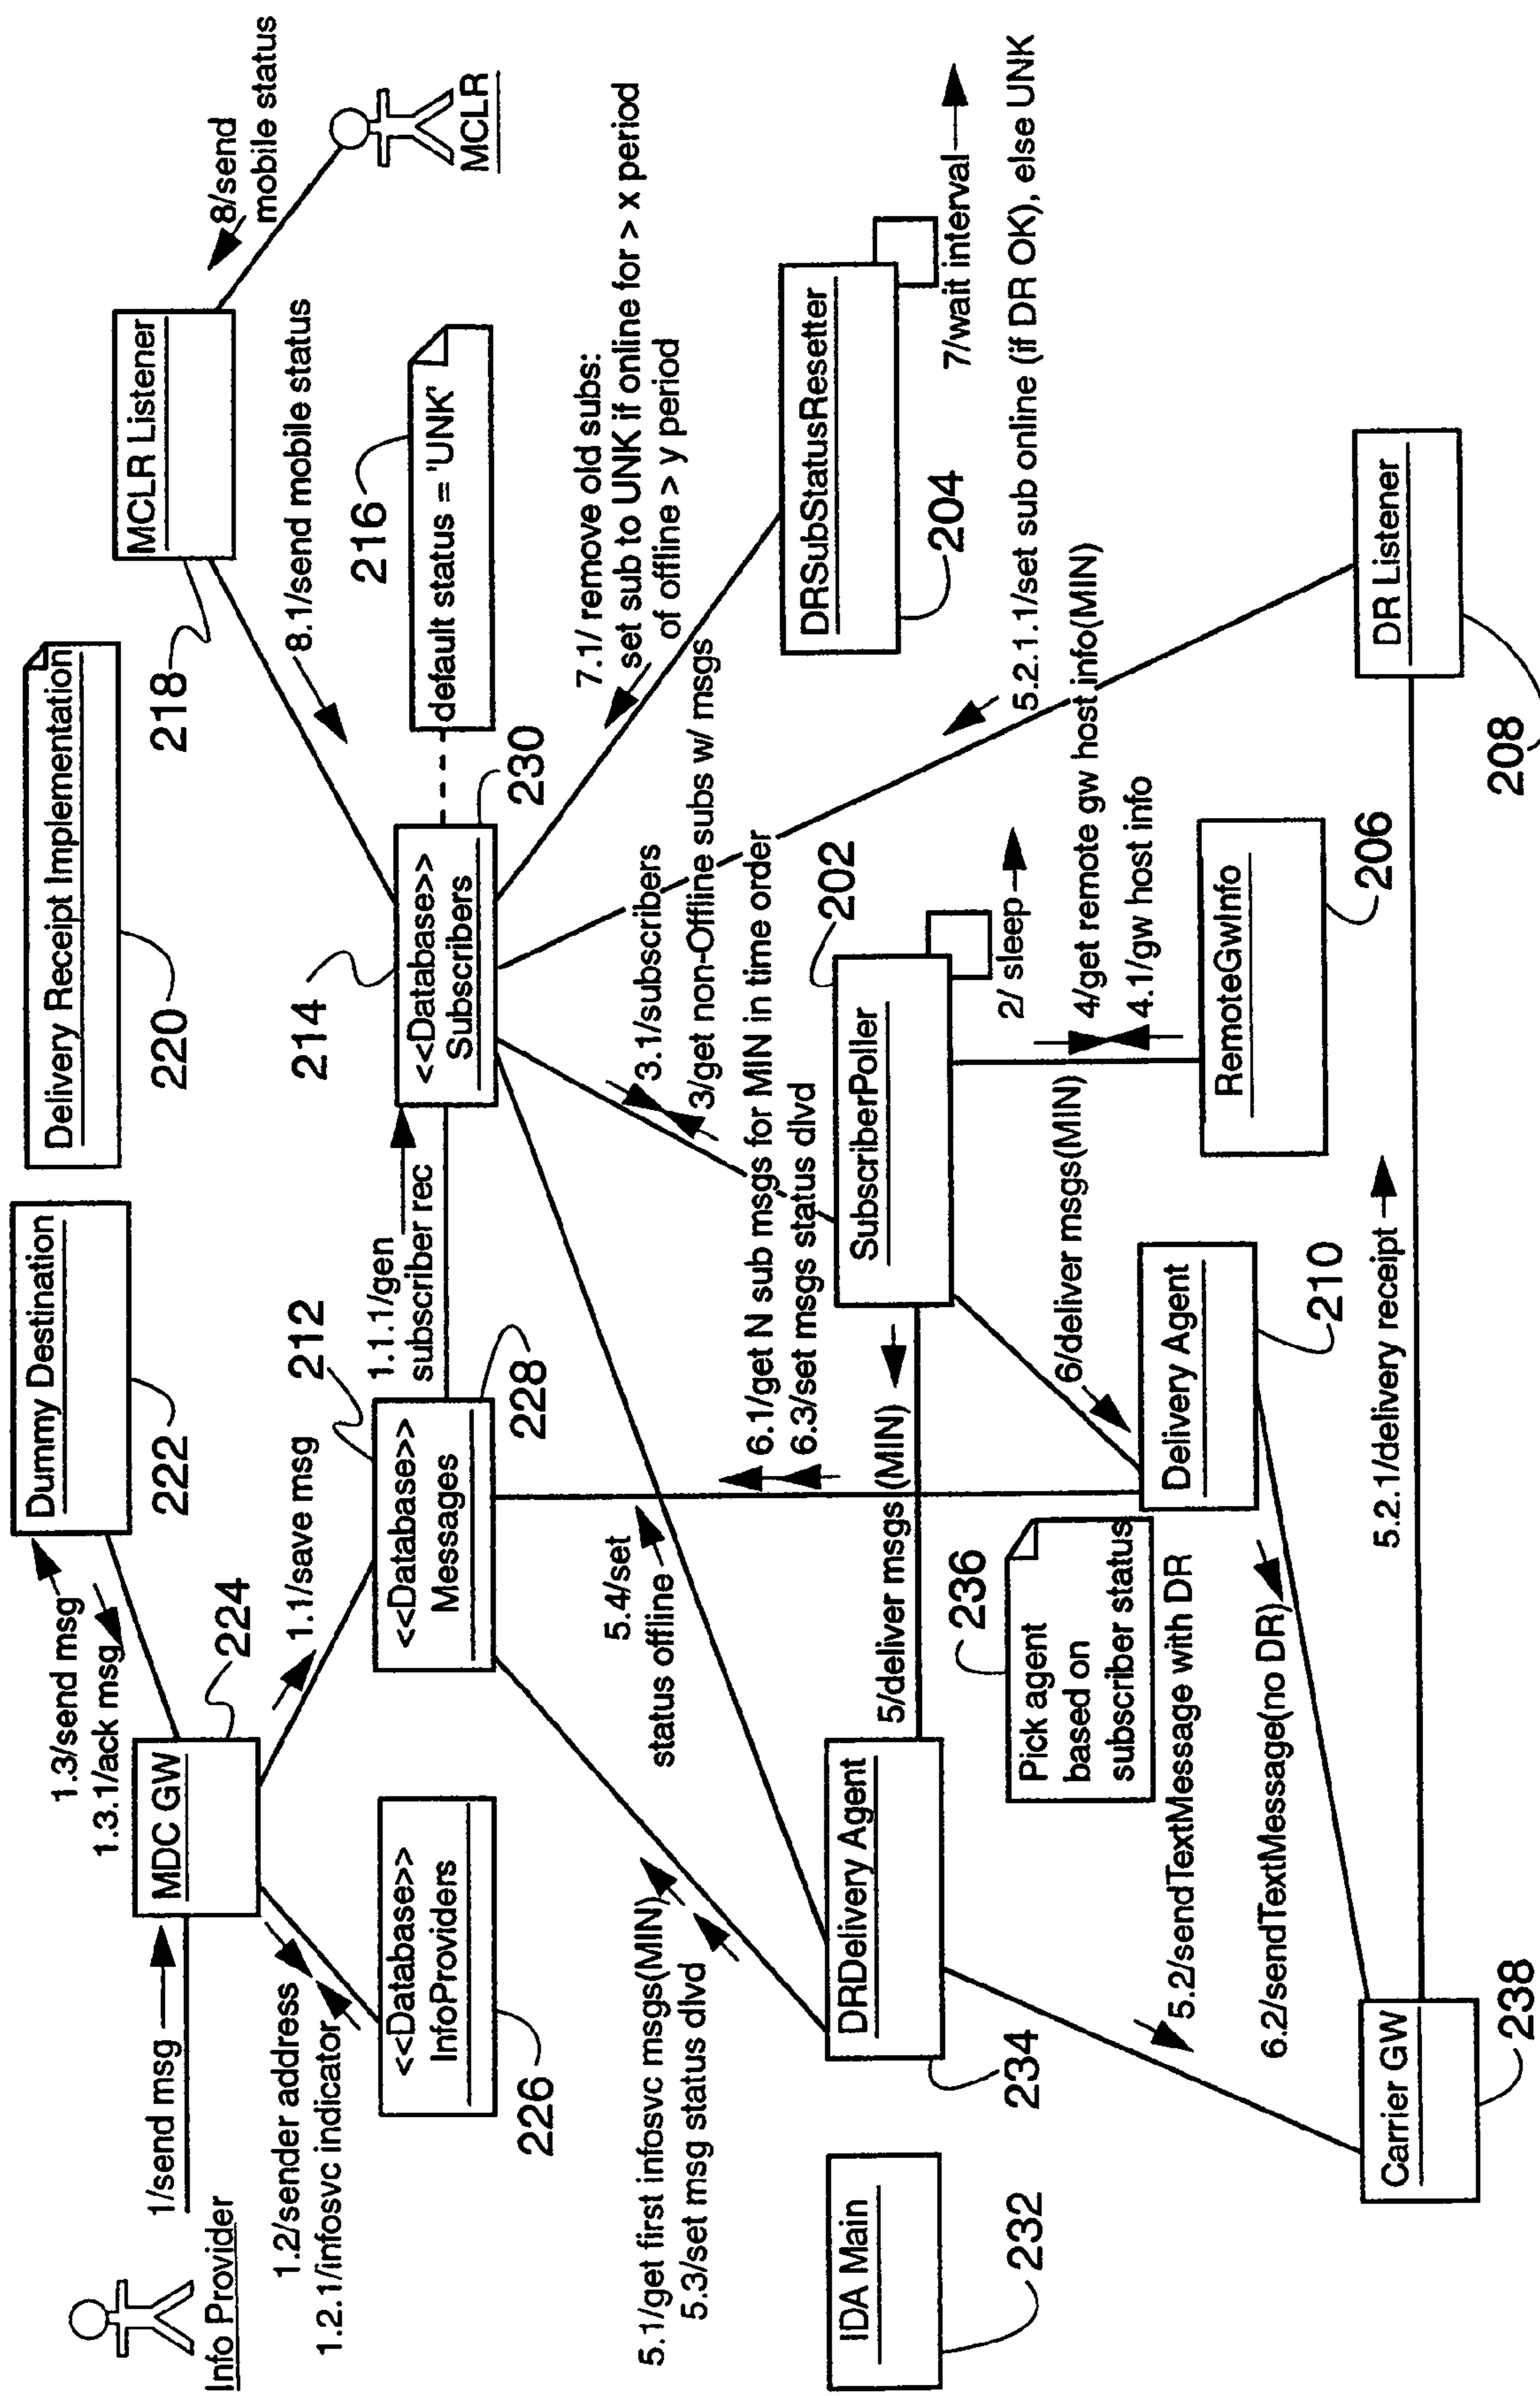 Info Provider
1/send msg
MDC GW
224
1.3/send msg
1.3.1/ack msg
Dummy Destination
222
Delivery Receipt Implementation
220
MCLR Listener
218
8/send
mobile status
MCLR
1.2/sender address
1.2.1/infosvc indicator
<<Database>>
InfoProviders
226
1.1/save msg
<<Database>>
Messages
212
228
1.1.1/gen
subscriber rec
<<Database>>
Subscribers
214
230
8.1/send mobile status
216
default status = 'UNK'
7.1/ remove old subs:
set sub to UNK if online for > x period
of offline > y period
5.1/get first infosvc msgs(MIN)
5.3/set msg status dlvd
5.4/set
status offline
3.1/subscribers
3/get non-Offline subs w/ msgs
6.1/get N sub msgs for MIN in time order
6.3/set msgs status dlvd
DRSubStatusResetter
204
7/wait interval
IDA Main
232
DRDelivery Agent
234
5/deliver msgs (MIN)
SubscriberPoller
202
2/ sleep
5.2.1.1/set sub online (if DR OK), else UNK
4/get remote gw host info(MIN)
4.1/gw host info
236
Pick agent
based on
subscriber status
6/deliver msgs(MIN)
Delivery Agent
210
RemoteGwInfo
206
5.2/sendTextMessage with DR
6.2/sendTextMessage(no DR)
Carrier GW
238
5.2.1/delivery receipt
DR Listener
208